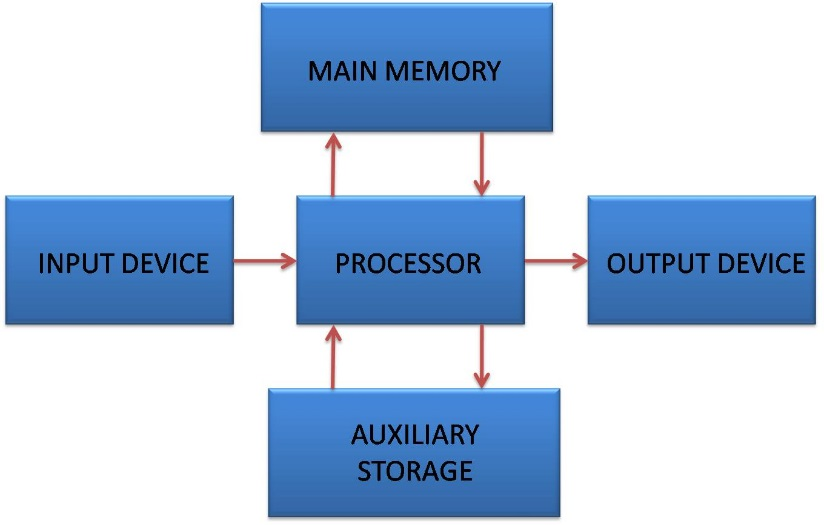 MAIN MEMORY
INPUT DEVICE
PROCESSOR
OUTPUT DEVICE
AUXILIARY
STORAGE